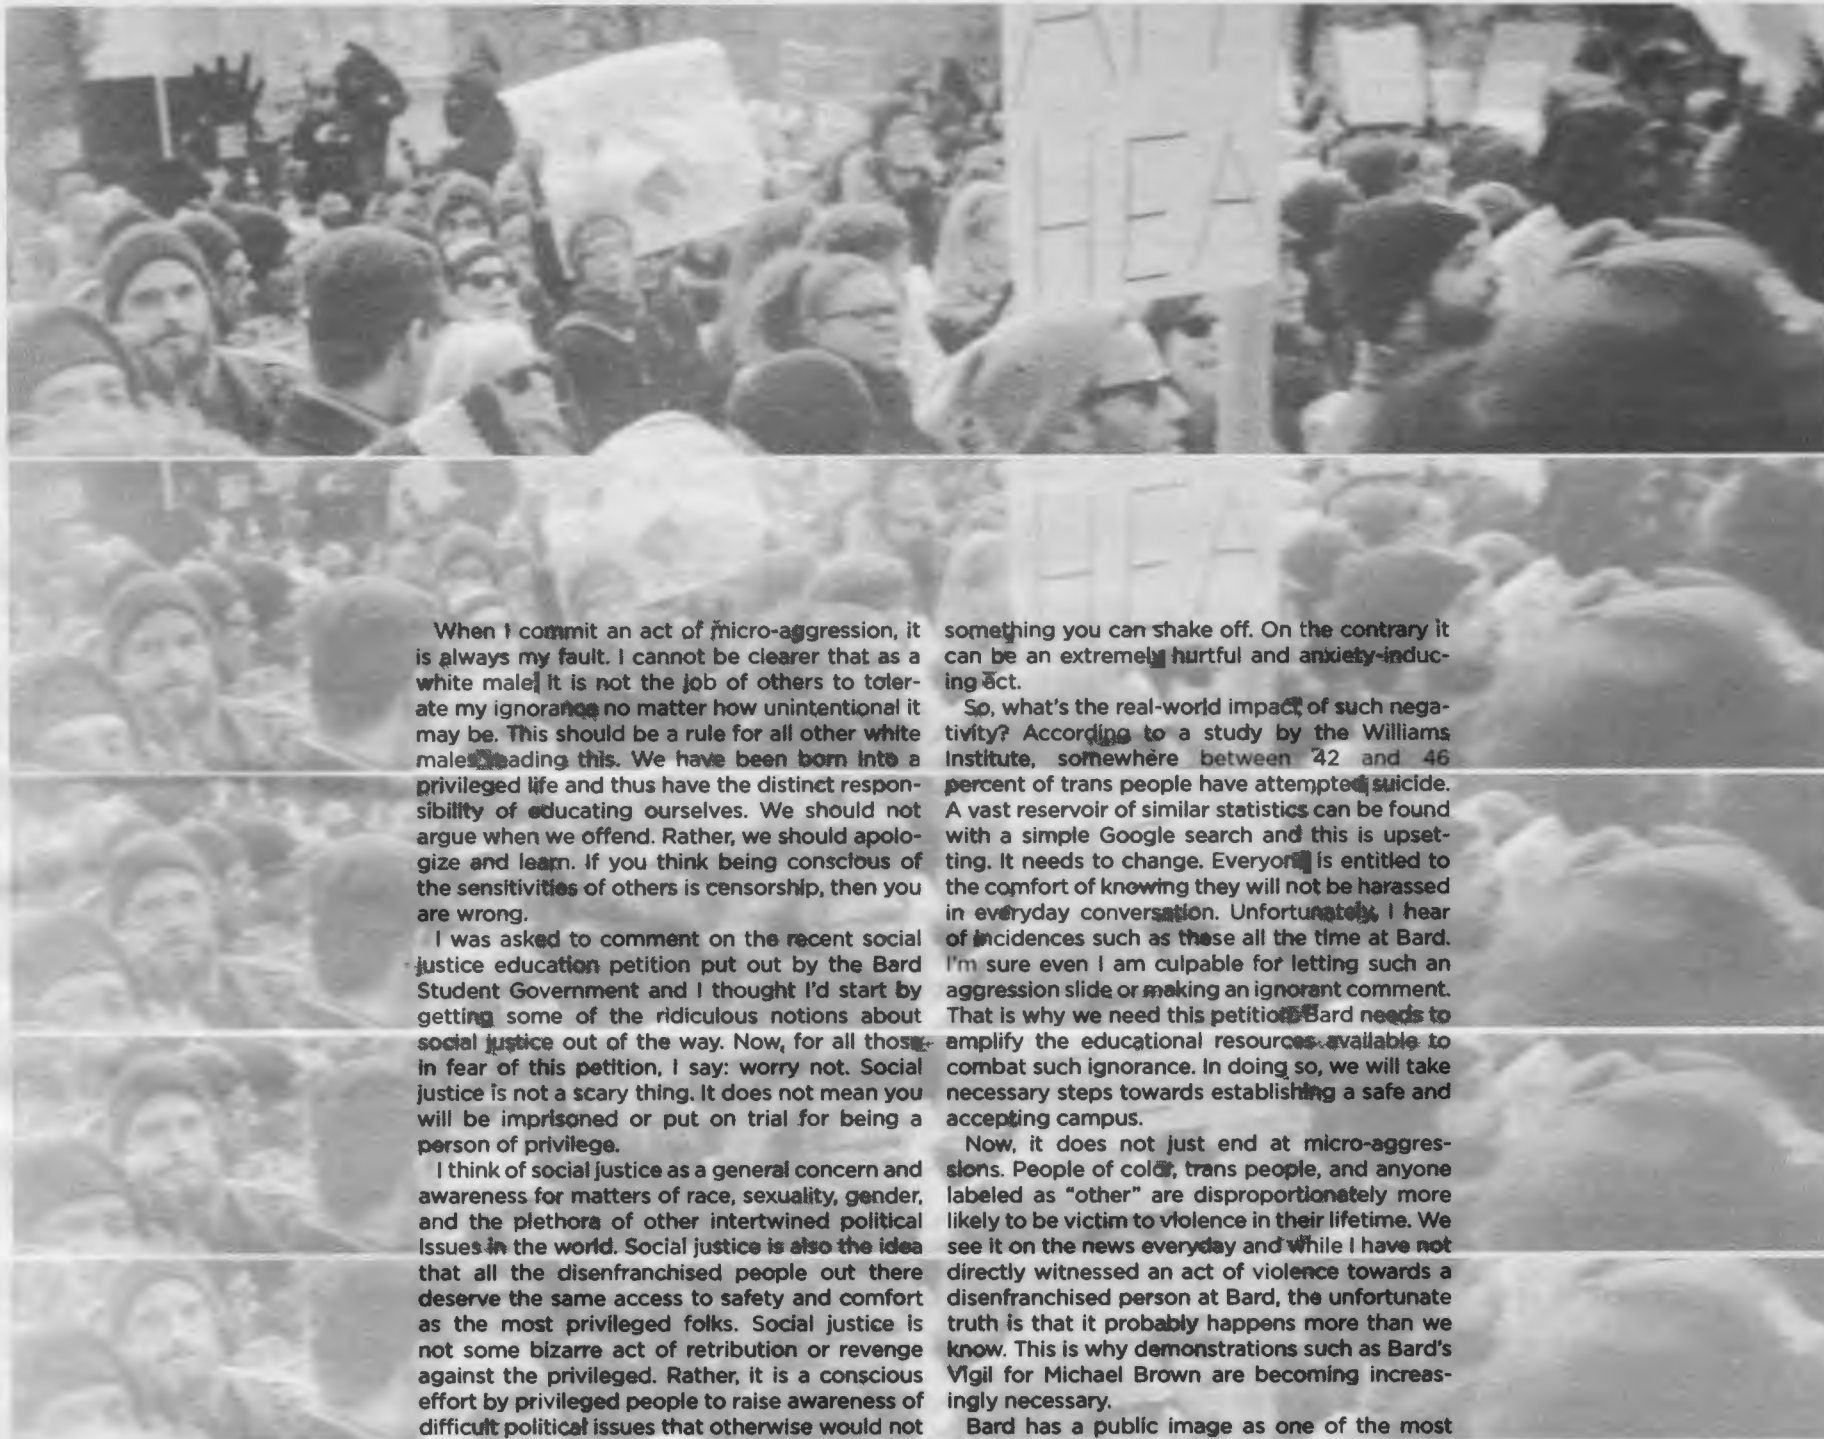 HEA
HEA
When I commit an act of micro-aggression, it
is always my fault. I cannot be clearer that as a
white male, it is not the job of others to toler-
ate my ignorance no matter how unintentional it
may be. This should be a rule for all other white
males reading this. We have been born into a
privileged life and thus have the distinct respon-
sibility of educating ourselves. We should not
argue when we offend. Rather, we should apolo-
gize and learn. If you think being conscious of
the sensitivities of others is censorship, then you
are wrong.
I was asked to comment on the recent social
justice education petition put out by the Bard
Student Government and I thought I'd start by
getting some of the ridiculous notions about
social justice out of the way. Now, for all those
in fear of this petition, I say: worry not. Social
justice is not a scary thing. It does not mean you
will be imprisoned or put on trial for being a
person of privilege.
I think of social justice as a general concern and
awareness for matters of race, sexuality, gender,
and the plethora of other intertwined political
issues in the world. Social justice is also the idea
that all the disenfranchised people out there
deserve the same access to safety and comfort
as the most privileged folks. Social justice is
not some bizarre act of retribution or revenge
against the privileged. Rather, it is a conscious
effort by privileged people to raise awareness of
difficult political issues that otherwise would not
something you can shake off. On the contrary it
can be an extremely hurtful and anxiety-induc-
ing act.
So, what's the real-world impact of such nega-
tivity? According to a study by the Williams
Institute, somewhere between 42 and 46
percent of trans people have attempted suicide.
A vast reservoir of similar statistics can be found
with a simple Google search and this is upset-
ting. It needs to change. Everyone is entitled to
the comfort of knowing they will not be harassed
in everyday conversation. Unfortunately, I hear
of incidences such as these all the time at Bard.
I'm sure even I am culpable for letting such an
aggression slide or making an ignorant comment.
That is why we need this petition. Bard needs to
amplify the educational resources available to
combat such ignorance. In doing so, we will take
necessary steps towards establishing a safe and
accepting campus.
Now, it does not just end at micro-aggres-
sions. People of color, trans people, and anyone
labeled as "other" are disproportionately more
likely to be victim to violence in their lifetime. We
see it on the news everyday and while I have not
directly witnessed an act of violence towards a
disenfranchised person at Bard, the unfortunate
truth is that it probably happens more than we
know. This is why demonstrations such as Bard's
Vigil for Michael Brown are becoming increas-
ingly necessary.
Bard has a public image as one of the most